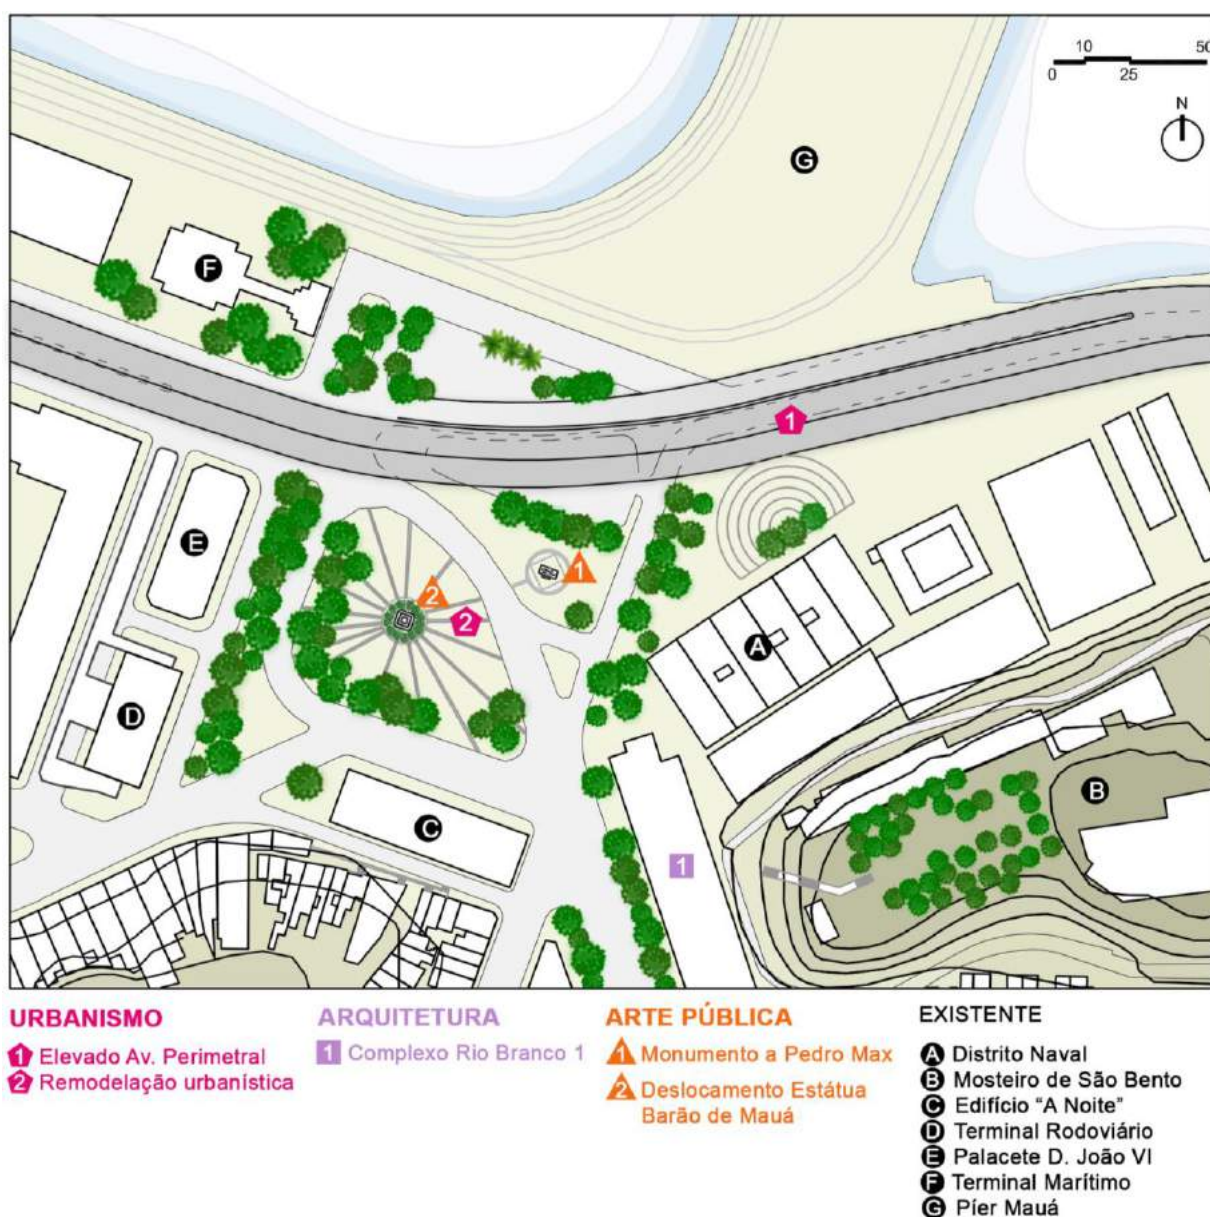 10 50
0 25
N
G
F
1
E
1
2
2
A
D
B
C
1
URBANISMO
1 Elevado Av. Perimetral
2 Remodelação urbanística
ARQUITETURA
1 Complexo Rio Branco 1
ARTE PÚBLICA
1 Monumento a Pedro Max
2 Deslocamento Estátua
Barão de Mauá
EXISTENTE
A Distrito Naval
B Mosteiro de São Bento
C Edifício "A Noite"
D Terminal Rodoviário
E Palacete D. João VI
F Terminal Marítimo
G Píer Mauá